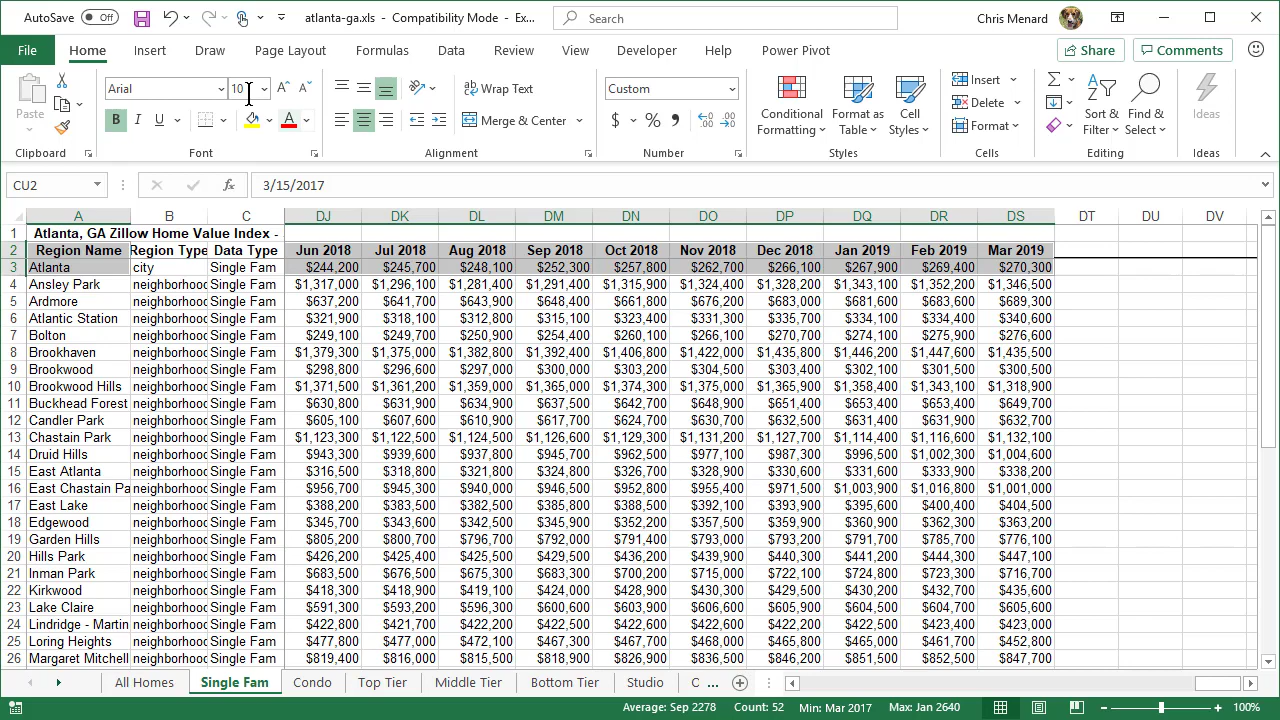 AutoSave Off atlanta-ga.xls - Compatibility Mode - Ex... Search Chris Menard
File Home Insert Draw Page Layout Formulas Data Review View Developer Help Power Pivot Share Comments
Paste Arial 10 Wrap Text Custom Conditional Formatting Format as Table Cell Styles Insert Sort & Filter Find & Select Ideas
B I U A Merge & Center $ % Delete
Format
Clipboard Font Alignment Number Styles Cells Editing Ideas
CU2 fx 3/15/2017
A B C DJ DK DL DM DN DO DP DQ DR DS DT DU DV
1 Atlanta, GA Zillow Home Value Index -
2 Region Name Region Type Data Type Jun 2018 Jul 2018 Aug 2018 Sep 2018 Oct 2018 Nov 2018 Dec 2018 Jan 2019 Feb 2019 Mar 2019
3 Atlanta city Single Fam $244,200 $245,700 $248,100 $252,300 $257,800 $262,700 $266,100 $267,900 $269,400 $270,300
4 Ansley Park neighborhood Single Fam $1,317,000 $1,296,100 $1,281,400 $1,291,400 $1,315,900 $1,324,400 $1,328,200 $1,343,100 $1,352,200 $1,346,500
5 Ardmore neighborhood Single Fam $637,200 $641,700 $643,900 $648,400 $661,800 $676,200 $683,000 $681,600 $683,600 $689,300
6 Atlantic Station neighborhood Single Fam $321,900 $318,100 $312,800 $315,100 $323,400 $331,300 $335,700 $334,100 $334,400 $340,600
7 Bolton neighborhood Single Fam $249,100 $249,700 $250,900 $254,400 $260,100 $266,100 $270,700 $274,100 $275,900 $276,600
8 Brookhaven neighborhood Single Fam $1,379,300 $1,375,000 $1,382,800 $1,392,400 $1,406,800 $1,422,000 $1,435,800 $1,446,200 $1,447,600 $1,435,500
9 Brookwood neighborhood Single Fam $298,800 $296,600 $297,000 $300,000 $303,200 $304,500 $303,400 $302,100 $301,500 $300,500
10 Brookwood Hills neighborhood Single Fam $1,371,500 $1,361,200 $1,359,000 $1,365,000 $1,374,300 $1,375,000 $1,365,900 $1,358,400 $1,343,100 $1,318,900
11 Buckhead Forest neighborhood Single Fam $630,800 $631,900 $634,900 $637,500 $642,700 $648,900 $651,400 $653,400 $653,400 $649,700
12 Candler Park neighborhood Single Fam $605,100 $607,600 $610,900 $617,700 $624,700 $630,700 $632,500 $631,400 $631,900 $632,700
13 Chastain Park neighborhood Single Fam $1,123,300 $1,122,500 $1,124,500 $1,126,600 $1,129,300 $1,131,200 $1,127,700 $1,114,400 $1,116,600 $1,132,100
14 Druid Hills neighborhood Single Fam $943,300 $939,600 $937,800 $945,700 $962,500 $977,100 $987,300 $996,500 $1,002,300 $1,004,600
15 East Atlanta neighborhood Single Fam $316,500 $318,800 $321,800 $324,800 $326,700 $328,900 $330,600 $331,600 $333,900 $338,200
16 East Chastain Pa neighborhood Single Fam $956,700 $945,300 $940,000 $946,500 $952,800 $955,400 $971,500 $1,003,900 $1,016,800 $1,001,000
17 East Lake neighborhood Single Fam $388,200 $383,500 $382,500 $385,800 $388,500 $392,100 $393,900 $395,600 $400,400 $404,500
18 Edgewood neighborhood Single Fam $345,700 $343,600 $342,500 $345,900 $352,200 $357,500 $359,900 $360,900 $362,300 $363,200
19 Garden Hills neighborhood Single Fam $805,200 $800,700 $796,700 $792,000 $791,400 $793,000 $793,200 $791,700 $785,700 $776,100
20 Hills Park neighborhood Single Fam $426,200 $425,400 $425,500 $429,500 $436,200 $439,900 $440,300 $441,200 $444,300 $447,100
21 Inman Park neighborhood Single Fam $683,500 $676,500 $675,300 $683,300 $700,200 $715,000 $722,100 $724,800 $723,300 $716,700
22 Kirkwood neighborhood Single Fam $418,300 $418,900 $419,100 $424,000 $428,900 $430,300 $429,500 $430,200 $432,700 $435,600
23 Lake Claire neighborhood Single Fam $591,300 $593,200 $596,300 $600,600 $603,900 $606,600 $605,900 $604,500 $604,700 $605,600
24 Lindridge - Martin neighborhood Single Fam $422,800 $421,700 $422,200 $422,500 $422,600 $422,600 $422,200 $422,500 $423,400 $423,000
25 Loring Heights neighborhood Single Fam $477,800 $477,000 $472,100 $467,300 $467,700 $468,000 $465,800 $465,000 $461,700 $452,800
26 Margaret Mitchell neighborhood Single Fam $819,400 $816,000 $815,500 $818,900 $826,900 $836,500 $846,200 $851,500 $852,500 $847,700
All Homes Single Fam Condo Top Tier Middle Tier Bottom Tier Studio C ...
Average: Sep 2278 Count: 52 Min: Mar 2017 Max: Jan 2640 100%